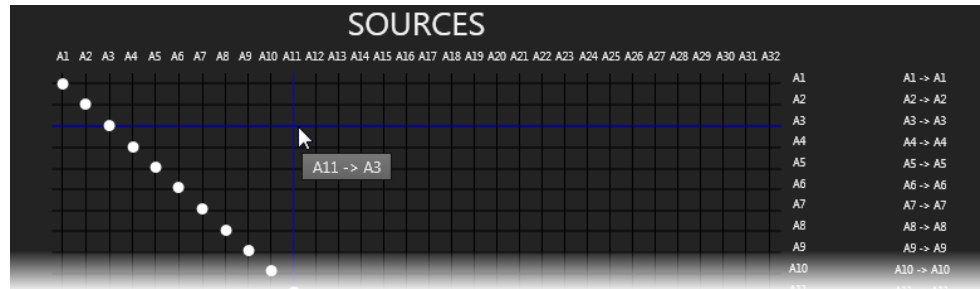 SOURCES
A1 A2 A3 A4 A5 A6 A7 A8 A9 A10 A11 A12 A13 A14 A15 A16 A17 A18 A19 A20 A21 A22 A23 A24 A25 A26 A27 A28 A29 A30 A31 A32
A1 A1 -> A1
A2 A2 -> A2
A3 A3 -> A3
A4 A4 -> A4
A11 -> A3
A5 A5 -> A5
A6 A6 -> A6
A7 A7 -> A7
A8 A8 -> A8
A9 A9 -> A9
A10 A10 -> A10